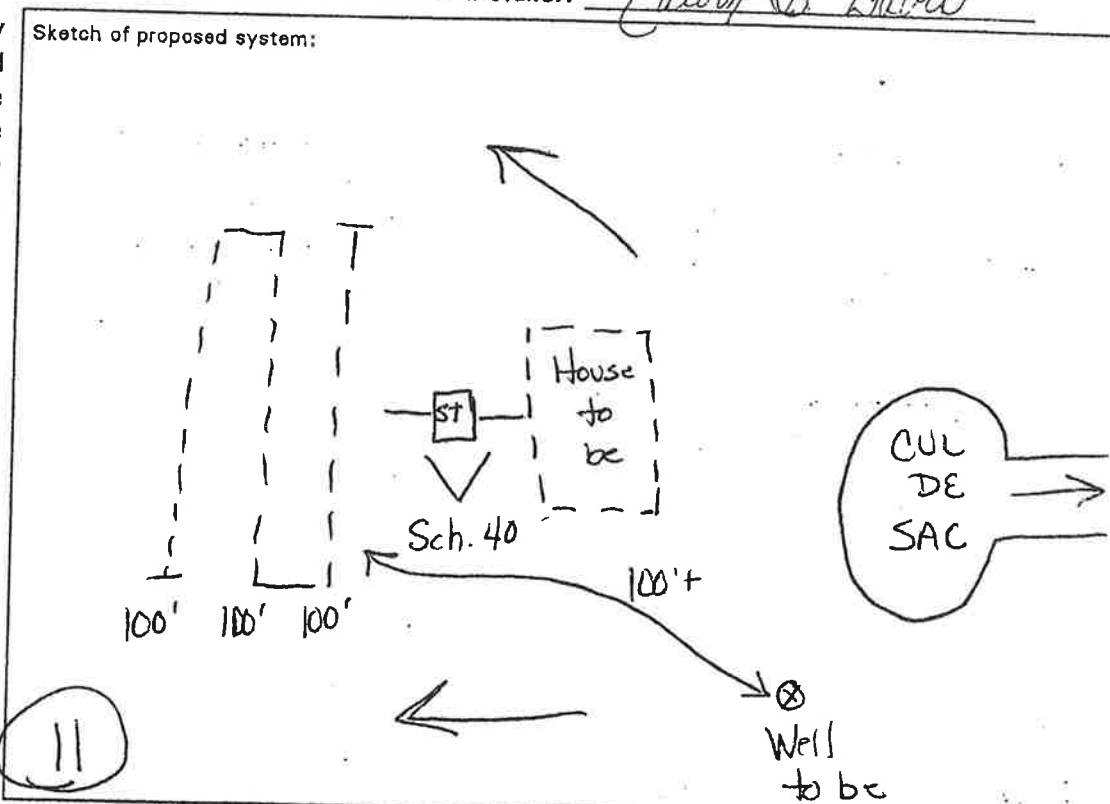 Sketch of proposed system:
House
to
be
st
Sch. 40
CUL
DE
SAC
100'+
100' 100' 100'
Well
to be
11